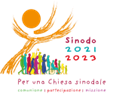 Sinodo
2021
2023
Per una Chiesa sinodale
comunione | partecipazione | missione